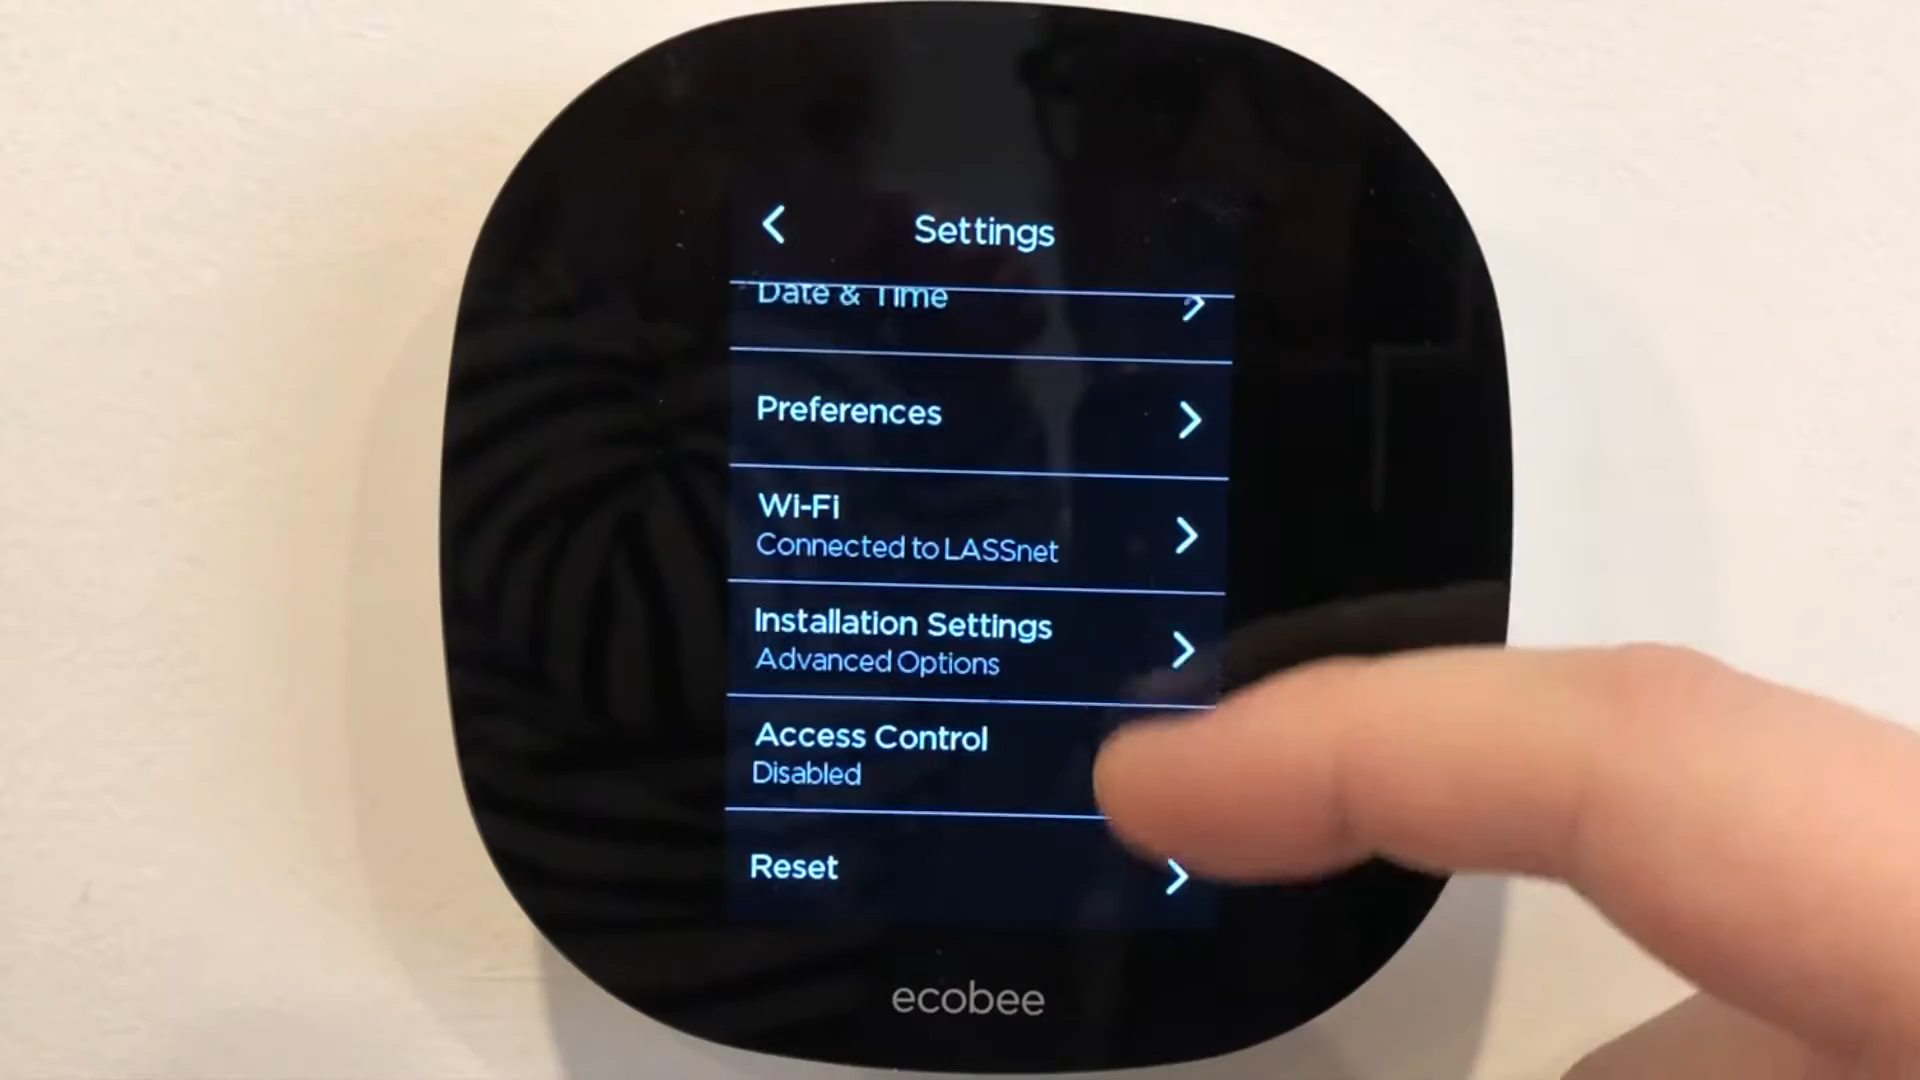 Settings
Date & Time
Preferences
Wi-Fi
Connected to LASSnet
Installation Settings
Advanced Options
Access Control
Disabled
Reset
ecobee